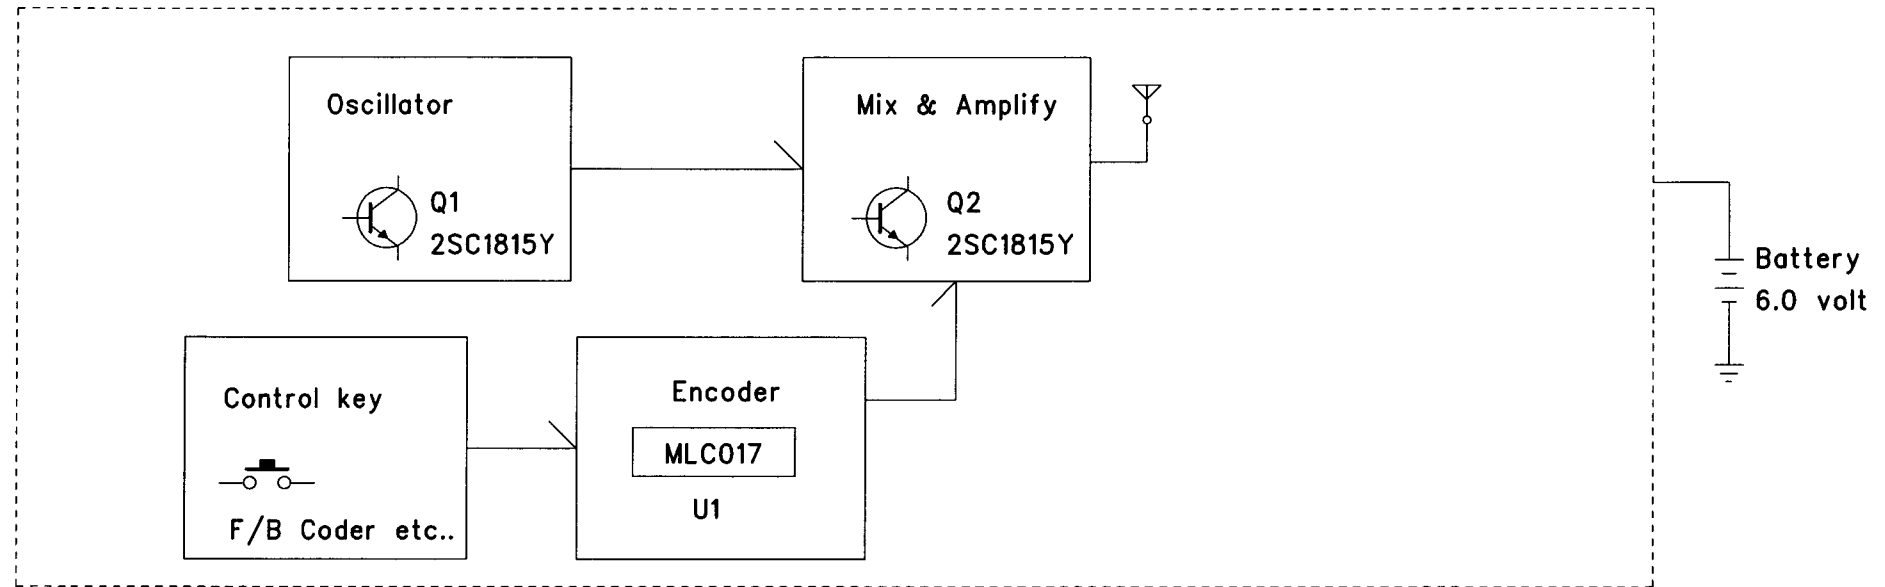 Oscillator
Q1
2SC1815Y
Mix & Amplify
Q2
2SC1815Y
Battery
6.0 volt
Control key
F/B Coder etc..
Encoder
MLC017
U1